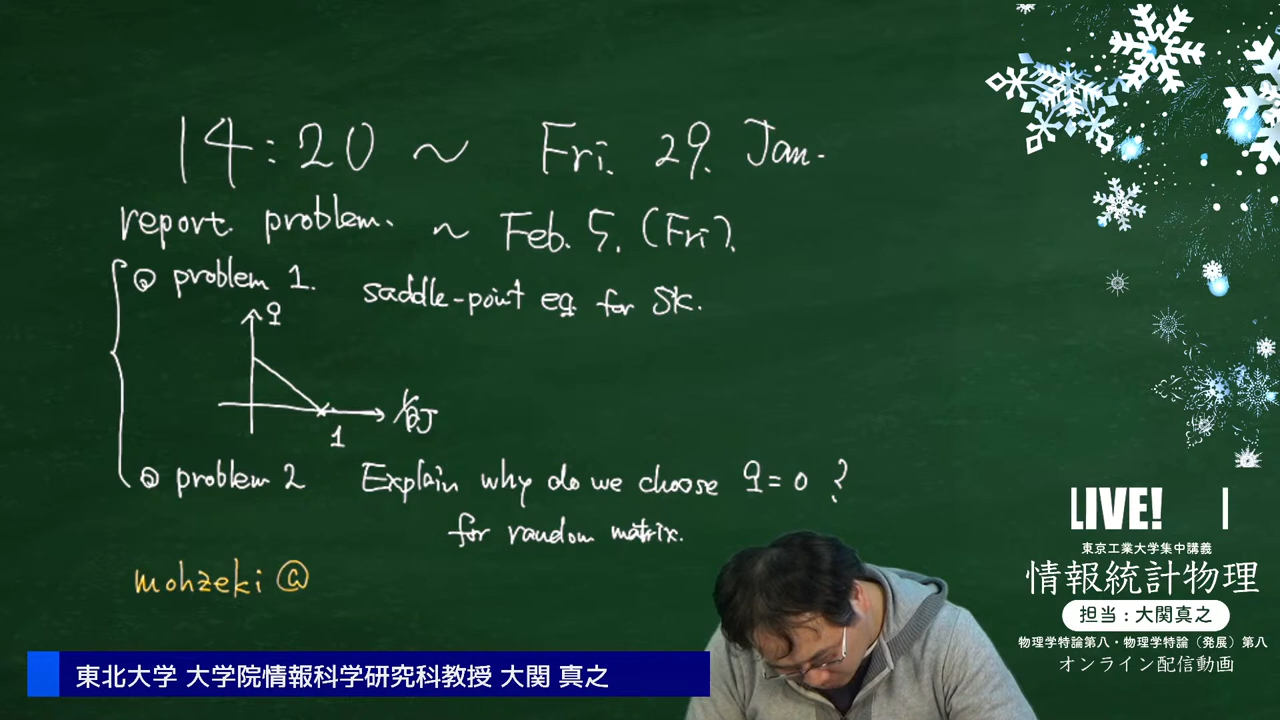 14:20 ~ Fri. 29. Jan.
report problem. ~ Feb. 5. (Fri).
problem 1. saddle-point eq. for SK.
q
1
problem 2 Explain why do we choose q=0 ?
for random matrix.
mohzeki @
東北大学 大学院情報科学研究科教授 大関 真之
LIVE!
東京工業大学集中講義
情報統計物理
担当:大関真之
物理学特論第八・物理学特論(発展)第八
オンライン配信動画